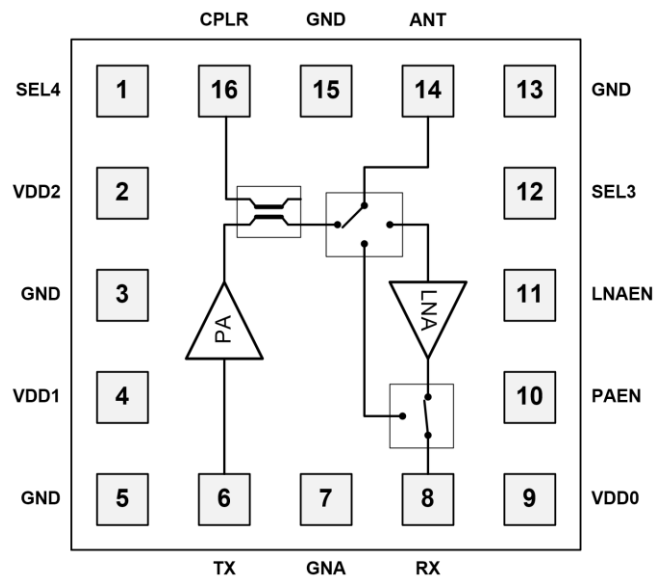 CPLR GND ANT
SEL4 1 16 15 14 13 GND
VDD2 2 12 SEL3
GND 3 PA LNA 11 LNAEN
VDD1 4 10 PAEN
GND 5 6 7 8 9 VDD0
TX GNA RX